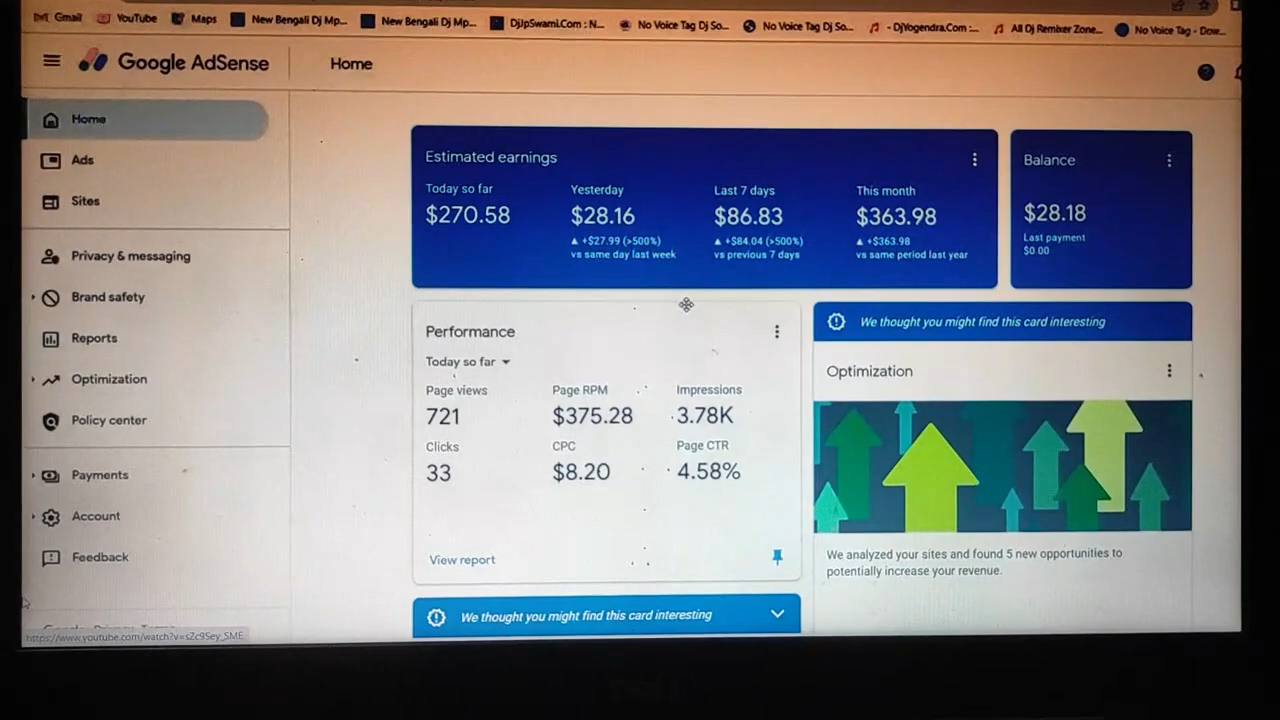 Gmail YouTube Maps New Bengali Dj Mp... New Bengali Dj Mp... DjJpSwami.Com : N... No Voice Tag Dj So... No Voice Tag Dj So... - DjYogendra.Com :... All Dj Remixer Zone... No Voice Tag - Dow...
Google AdSense Home
Home
Ads
Sites
Privacy & messaging
Brand safety
Reports
Optimization
Policy center
Payments
Account
Feedback
https://www.youtube.com/watch?v=sZc9Sey_SME
Estimated earnings
Today so far
$270.58
Yesterday
$28.16
+$27.99 (>500%)
vs same day last week
Last 7 days
$86.83
+$84.04 (>500%)
vs previous 7 days
This month
$363.98
+$363.98
vs same period last year
Balance
$28.18
Last payment
$0.00
Performance
Today so far
Page views
721
Page RPM
$375.28
Impressions
3.78K
Clicks
33
CPC
$8.20
Page CTR
4.58%
View report
We thought you might find this card interesting
We thought you might find this card interesting
Optimization
We analyzed your sites and found 5 new opportunities to
potentially increase your revenue.